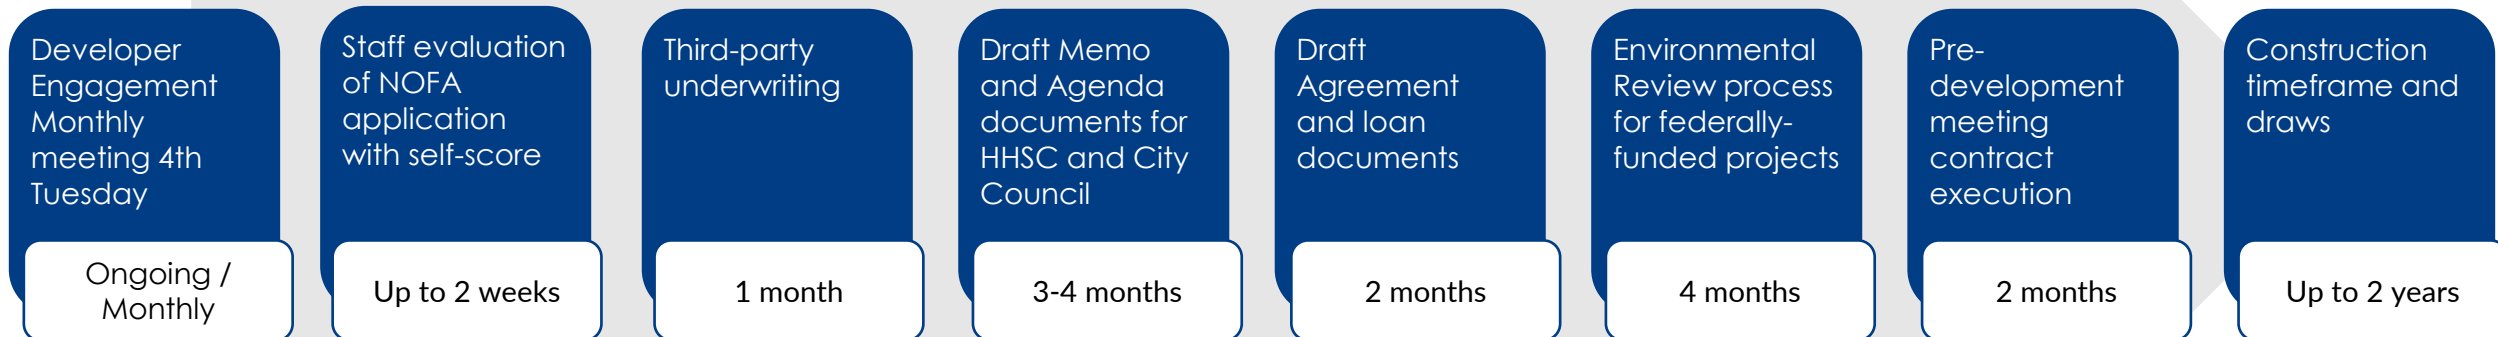 Developer
Engagement
Monthly
meeting 4th
Tuesday
Ongoing /
Monthly
Staff evaluation
of NOFA
application
with self-score
Up to 2 weeks
Third-party
underwriting
1 month
Draft Memo
and Agenda
documents for
HHSC and City
Council
3-4 months
Draft
Agreement
and loan
documents
2 months
Environmental
Review process
for federally-
funded projects
4 months
Pre-
development
meeting
contract
execution
2 months
Construction
timeframe and
draws
Up to 2 years